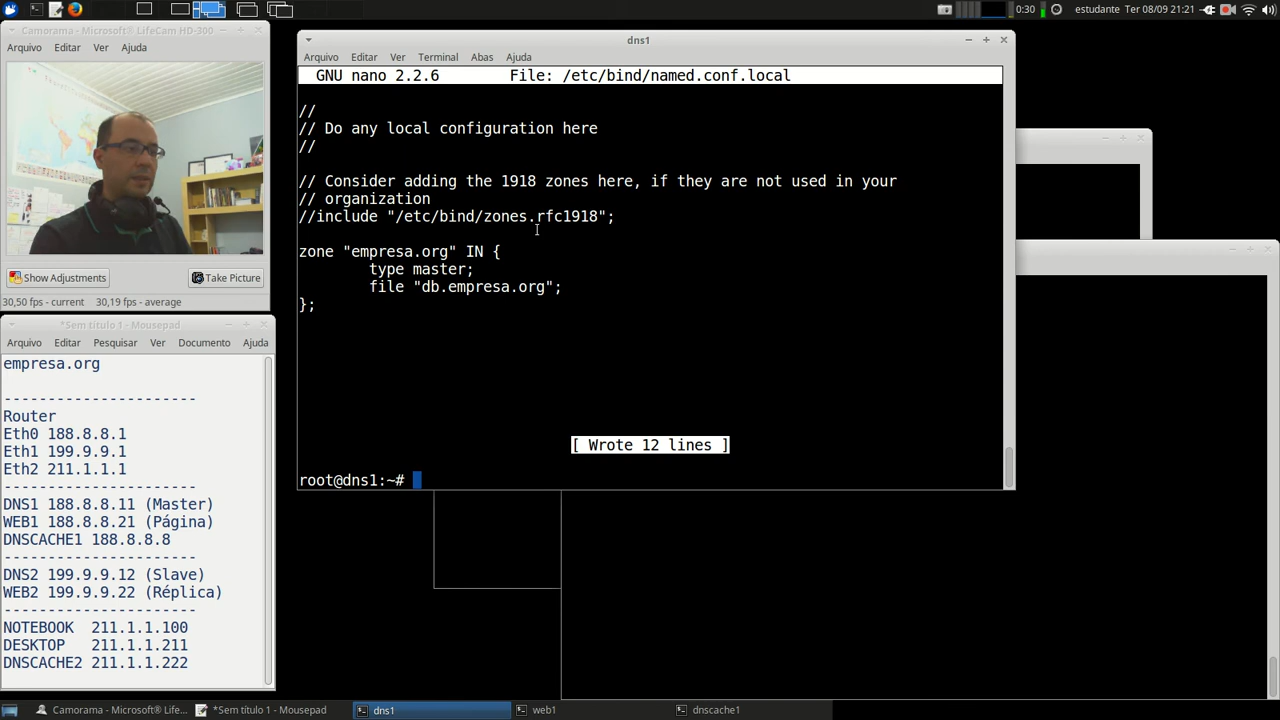 0:30 estudante Ter 08/09 21:21
Camorama - Microsoft® LifeCam HD-300
Arquivo Editar Ver Ajuda
Show Adjustments Take Picture
30,50 fps - current 30,19 fps - average
*Sem título 1 - Mousepad
Arquivo Editar Pesquisar Ver Documento Ajuda
empresa.org
-----------------------
Router
Eth0 188.8.8.1
Eth1 199.9.9.1
Eth2 211.1.1.1
-----------------------
DNS1 188.8.8.11 (Master)
WEB1 188.8.8.21 (Página)
DNSCACHE1 188.8.8.8
-----------------------
DNS2 199.9.9.12 (Slave)
WEB2 199.9.9.22 (Réplica)
-----------------------
NOTEBOOK 211.1.1.100
DESKTOP 211.1.1.211
DNSCACHE2 211.1.1.222
dns1
Arquivo Editar Ver Terminal Abas Ajuda
GNU nano 2.2.6 File: /etc/bind/named.conf.local
//
// Do any local configuration here
//
// Consider adding the 1918 zones here, if they are not used in your
// organization
//include "/etc/bind/zones.rfc1918";
zone "empresa.org" IN {
type master;
file "db.empresa.org";
};
[ Wrote 12 lines ]
root@dns1:~#
Camorama - Microsoft® Life... *Sem título 1 - Mousepad dns1 web1 dnscache1